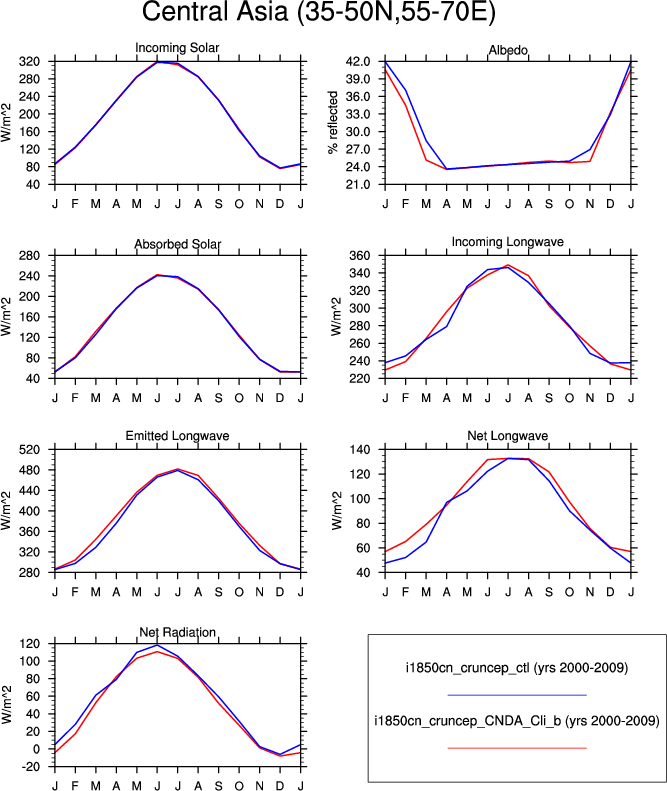 Central Asia (35-50N,55-70E)
Incoming Solar
W/m^2
320
280
240
200
160
120
80
40
J F M A M J J A S O N D J
Albedo
% reflected
42.0
39.0
36.0
33.0
30.0
27.0
24.0
21.0
J F M A M J J A S O N D J
Absorbed Solar
W/m^2
280
240
200
160
120
80
40
J F M A M J J A S O N D J
Incoming Longwave
W/m^2
360
340
320
300
280
260
240
220
J F M A M J J A S O N D J
Emitted Longwave
W/m^2
520
480
440
400
360
320
280
J F M A M J J A S O N D J
Net Longwave
W/m^2
140
120
100
80
60
40
J F M A M J J A S O N D J
Net Radiation
W/m^2
120
100
80
60
40
20
0
-20
J F M A M J J A S O N D J
i1850cn_cruncep_ctl (yrs 2000-2009)
i1850cn_cruncep_CNDA_Cli_b (yrs 2000-2009)